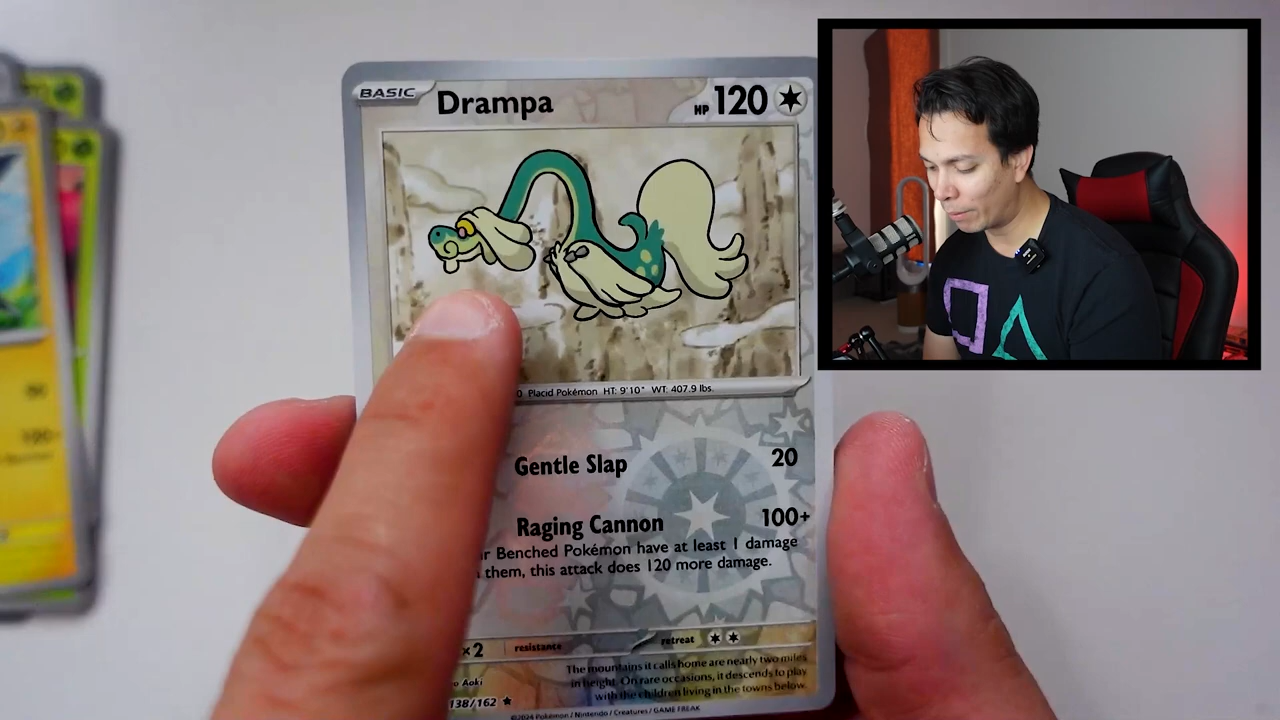 BASIC Drampa HP 120
0 Placid Pokémon HT: 9'10" WT: 407.9 lbs.
Gentle Slap 20
Raging Cannon 100+
r Benched Pokémon have at least 1 damage
them, this attack does 120 more damage.
×2 resistance retreat
The mountains it calls home are nearly two miles
in height. On rare occasions, it descends to play
with the children living in the towns below.
o Aoki
138/162
©2024 Pokémon / Nintendo / Creatures / GAME FREAK